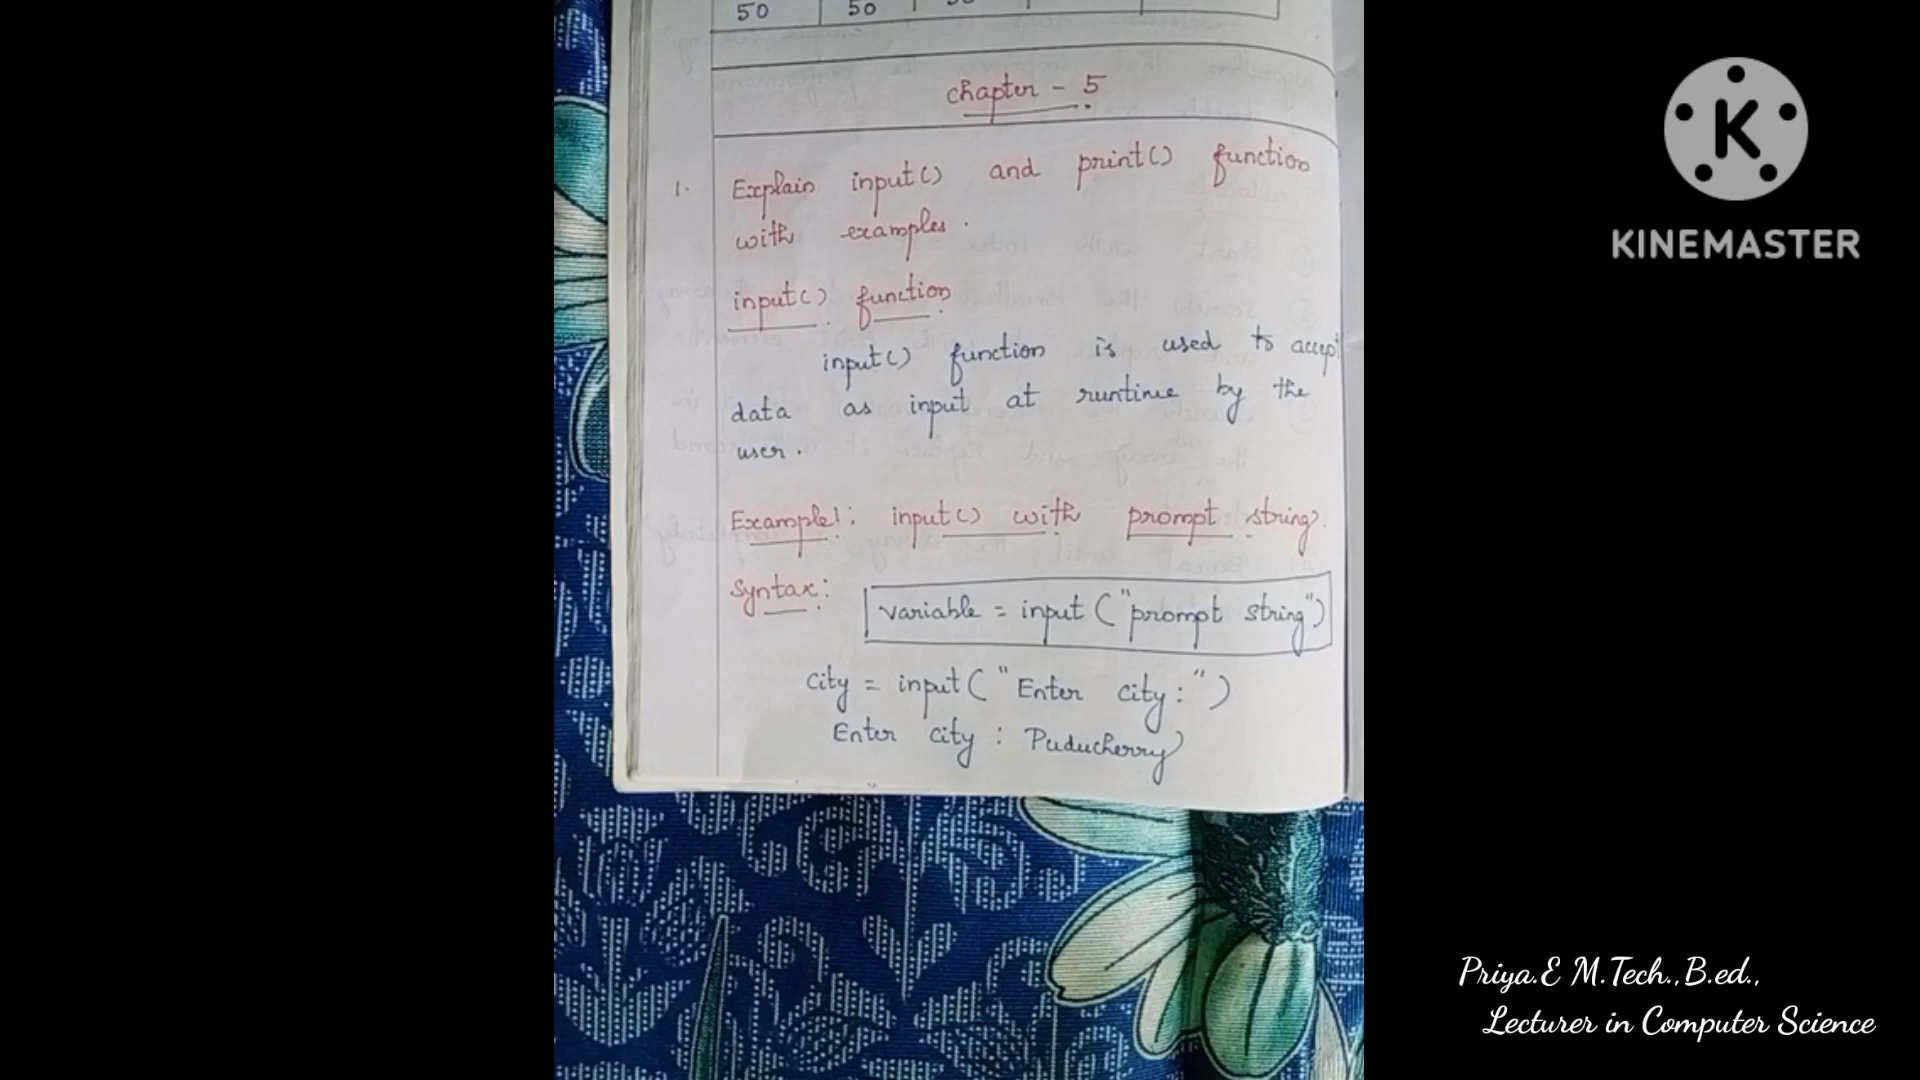 50 50
chapter - 5
1. Explain input() and print() function
with examples.
input() function
input() function is used to accept
data as input at runtime by the
user.
Example1: input() with prompt string.
Syntax: variable = input ("prompt string")
city = input ("Enter city:")
Enter city : Puducherry
K
KINEMASTER
Priya.E M.Tech.,B.ed.,
Lecturer in Computer Science